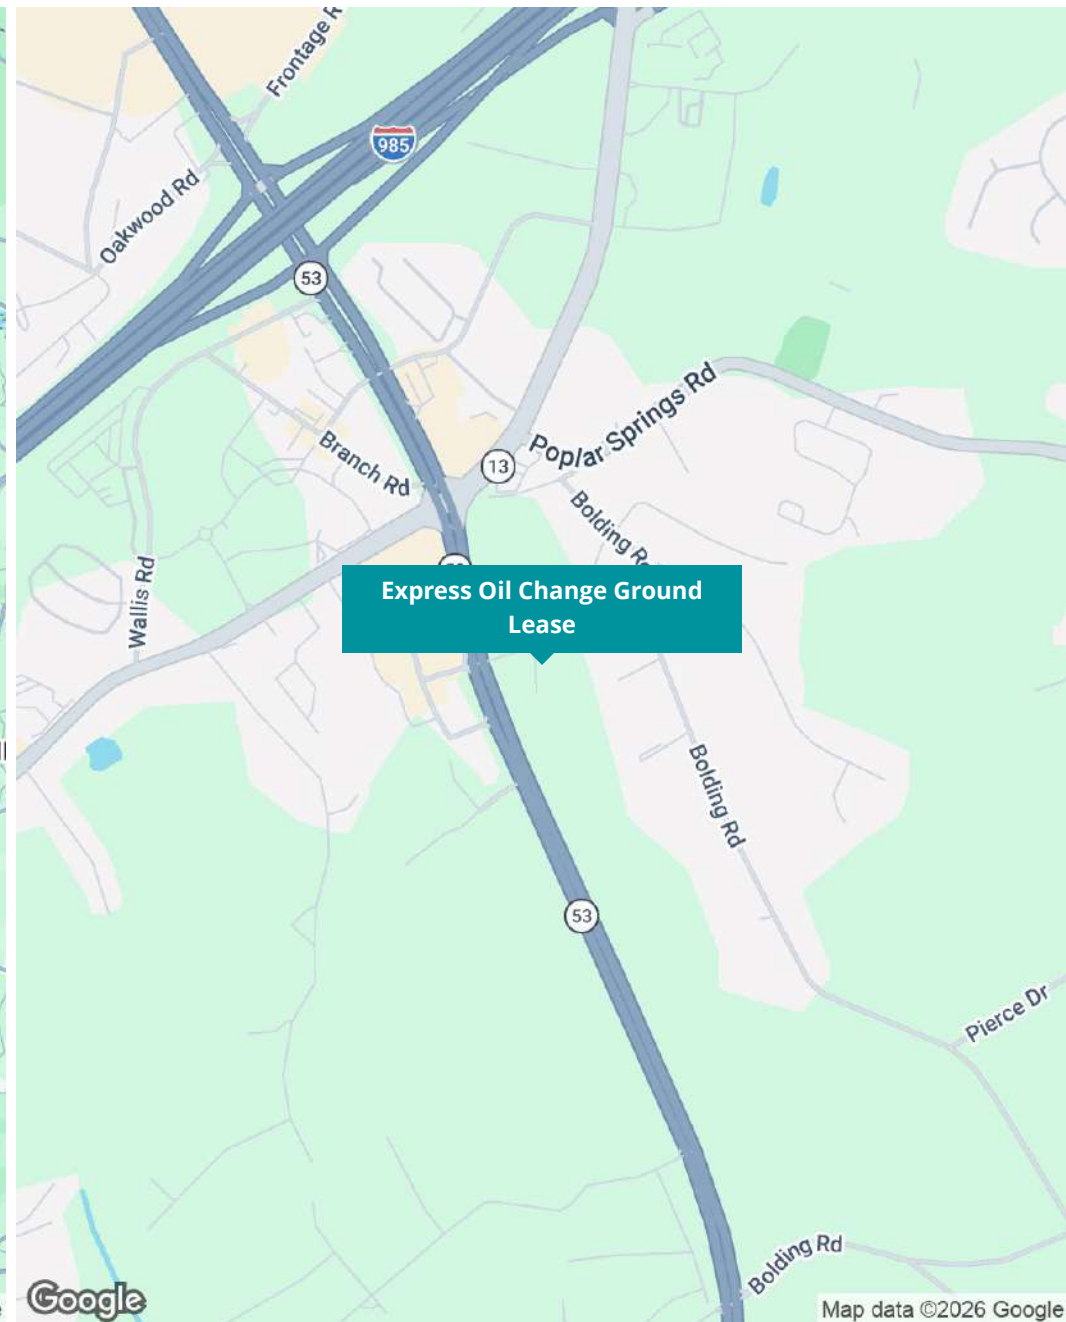 Frontage R
985
Oakwood Rd
53
Poplar Springs Rd
13
Branch Rd
Bolding Rd
Wallis Rd
Express Oil Change Ground
Lease
Bolding Rd
53
Pierce Dr
Bolding Rd
Google
Map data ©2026 Google